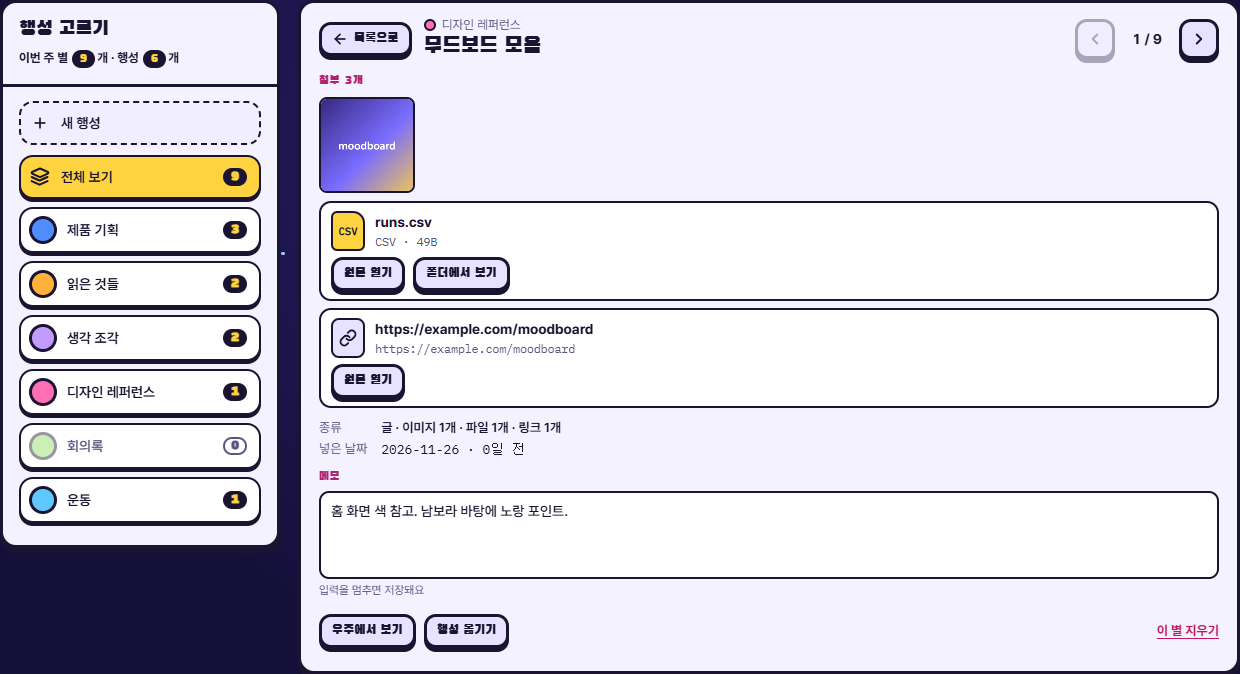 행성 고르기
이번 주 별 9 개 · 행성 6 개
새 행성
전체 보기 9
제품 기획 3
읽은 것들 2
생각 조각 2
디자인 레퍼런스 1
회의록 0
운동 1
목록으로
디자인 레퍼런스
무드보드 모음
1 / 9
첨부 3개
moodboard
CSV
runs.csv
CSV · 49B
원문 열기
폴더에서 보기
https://example.com/moodboard
https://example.com/moodboard
원문 열기
종류 글 · 이미지 1개 · 파일 1개 · 링크 1개
넣은 날짜 2026-11-26 · 0일 전
메모
홈 화면 색 참고. 남보라 바탕에 노랑 포인트.
입력을 멈추면 저장돼요
우주에서 보기
행성 옮기기
이 별 지우기